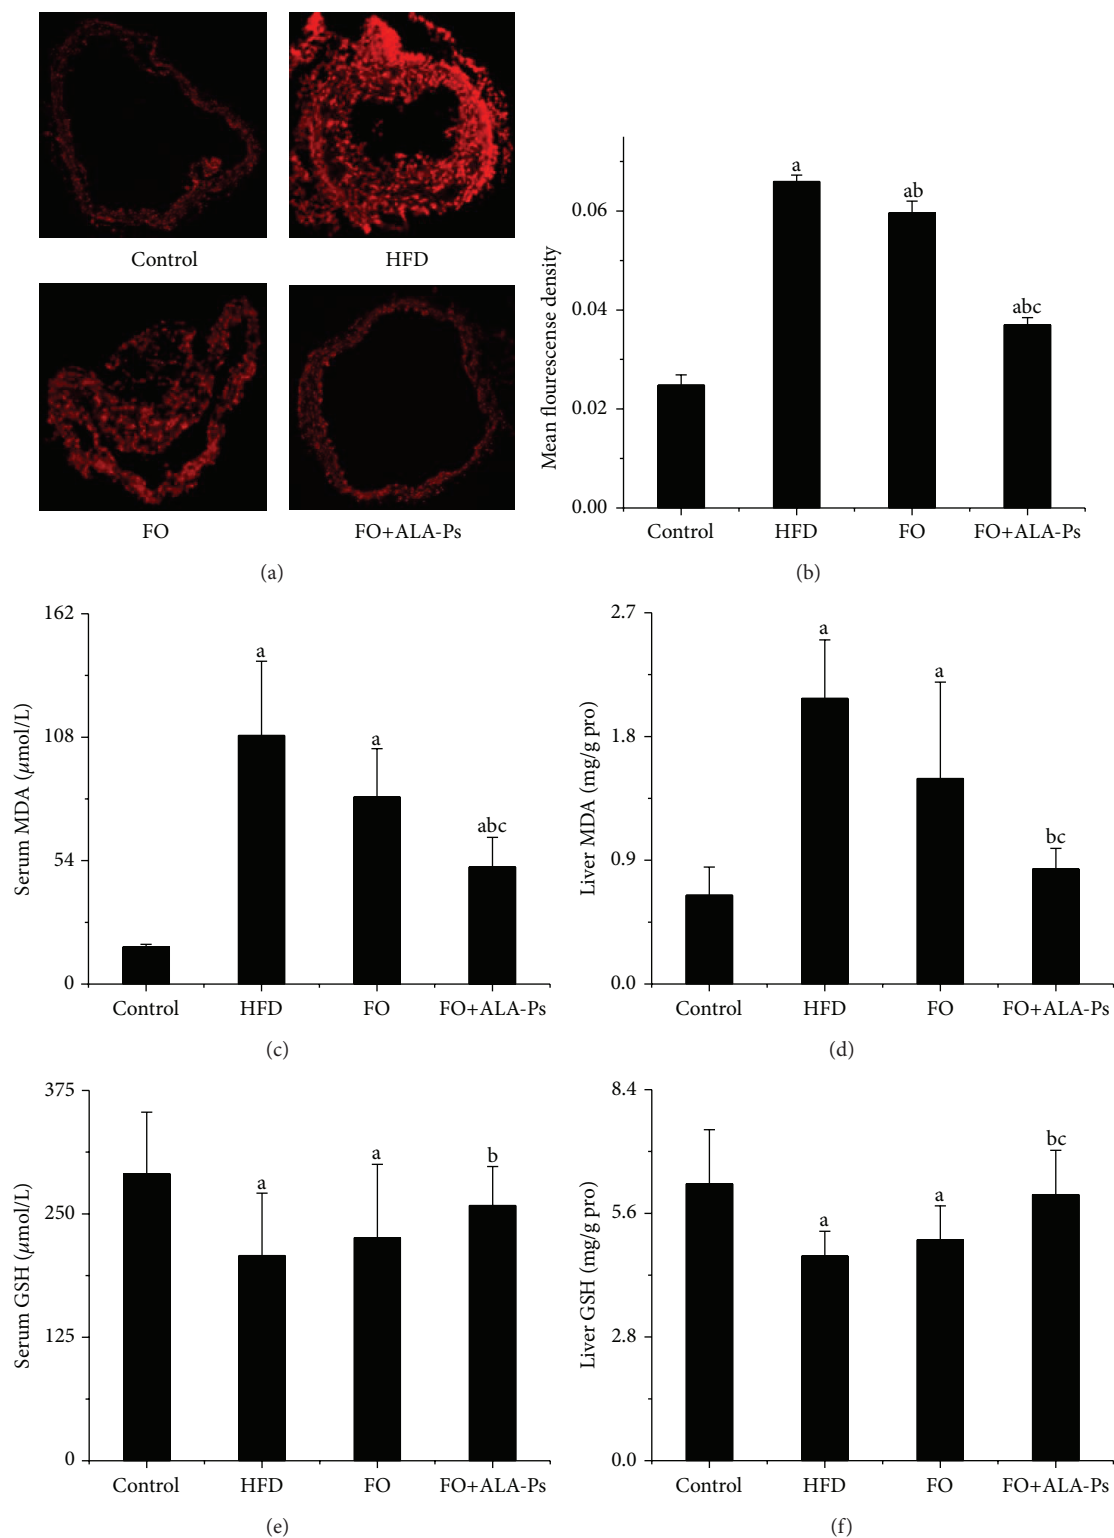 Control
HFD
FO
FO+ALA-Ps
(a)
Mean flourescense density
0.06
0.04
0.02
0.00
a
ab
abc
Control
HFD
FO
FO+ALA-Ps
(b)
Serum MDA (μmol/L)
162
108
54
0
a
a
abc
Control
HFD
FO
FO+ALA-Ps
(c)
Liver MDA (mg/g pro)
2.7
1.8
0.9
0.0
a
a
bc
Control
HFD
FO
FO+ALA-Ps
(d)
Serum GSH (μmol/L)
375
250
125
0
a
a
b
Control
HFD
FO
FO+ALA-Ps
(e)
Liver GSH (mg/g pro)
8.4
5.6
2.8
0.0
a
a
bc
Control
HFD
FO
FO+ALA-Ps
(f)